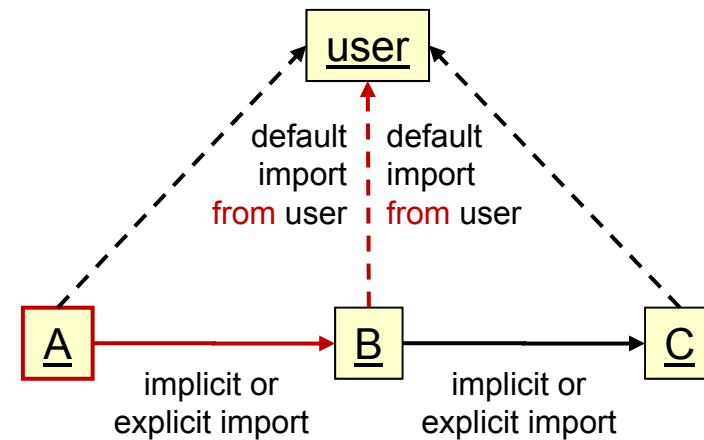 user
default
import
from user
default
import
from user
A
B
C
implicit or
explicit import
implicit or
explicit import